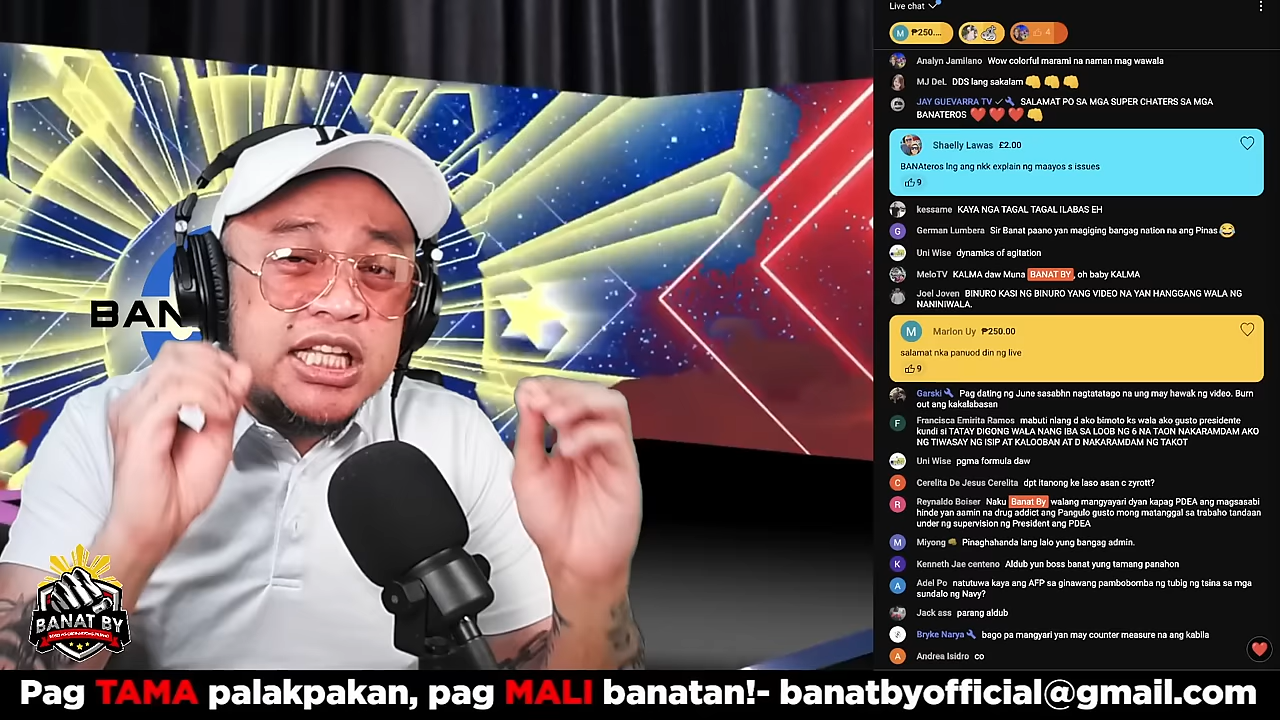 Live chat
M ₱250....
4
Analyn Jamilano Wow colorful marami na naman mag wawala
MJ DeL DDS lang sakalam
JAY GUEVARRA TV SALAMAT PO SA MGA SUPER CHATERS SA MGA
BANATEROS
Shaelly Lawas £2.00
BANAteros lng ang nkk explain ng maayos s issues
9
kessame KAYA NGA TAGAL TAGAL ILABAS EH
G German Lumbera Sir Banat paano yan magiging bangag nation na ang Pinas
Uni Wise dynamics of agitation
MeloTV KALMA daw Muna BANAT BY, oh baby KALMA
Joel Joven BINURO KASI NG BINURO YANG VIDEO NA YAN HANGGANG WALA NG
NANINIWALA.
M Marlon Uy ₱250.00
salamat nka panuod din ng live
9
Garski Pag dating ng June sasabhn nagtatatago na ung may hawak ng video. Burn
out ang kakalabasan
F Francisca Emirita Ramos mabuti nlang d ako bimoto ks wala ako gusto presidente
kundi si TATAY DIGONG WALA NANG IBA SA LOOB NG 6 NA TAON NAKARAMDAM AKO
NG TIWASAY NG ISIP AT KALOOBAN AT D NAKARAMDAM NG TAKOT
Uni Wise pgma formula daw
C Cerelita De Jesus Cerelita dpt itanong ke laso asan c zyrott?
R Reynaldo Boiser Naku Banat By walang mangyayari dyan kapag PDEA ang magsasabi
hinde yan aamin na drug addict ang Pangulo gusto mong matanggal sa trabaho tandaan
under ng supervision ng President ang PDEA
M Miyong Pinaghahanda lang lalo yung bangag admin.
K Kenneth Jae centeno Aldub yun boss banat yung tamang panahon
A Adel Po natutuwa kaya ang AFP sa ginawang pambobomba ng tubig ng tsina sa mga
sundalo ng Navy?
Jack ass parang aldub
Bryke Narya bago pa mangyari yan may counter measure na ang kabila
A Andrea Isidro co
BAN
BANAT BY
Pag TAMA palakpakan, pag MALI banatan!- banatbyofficial@gmail.com